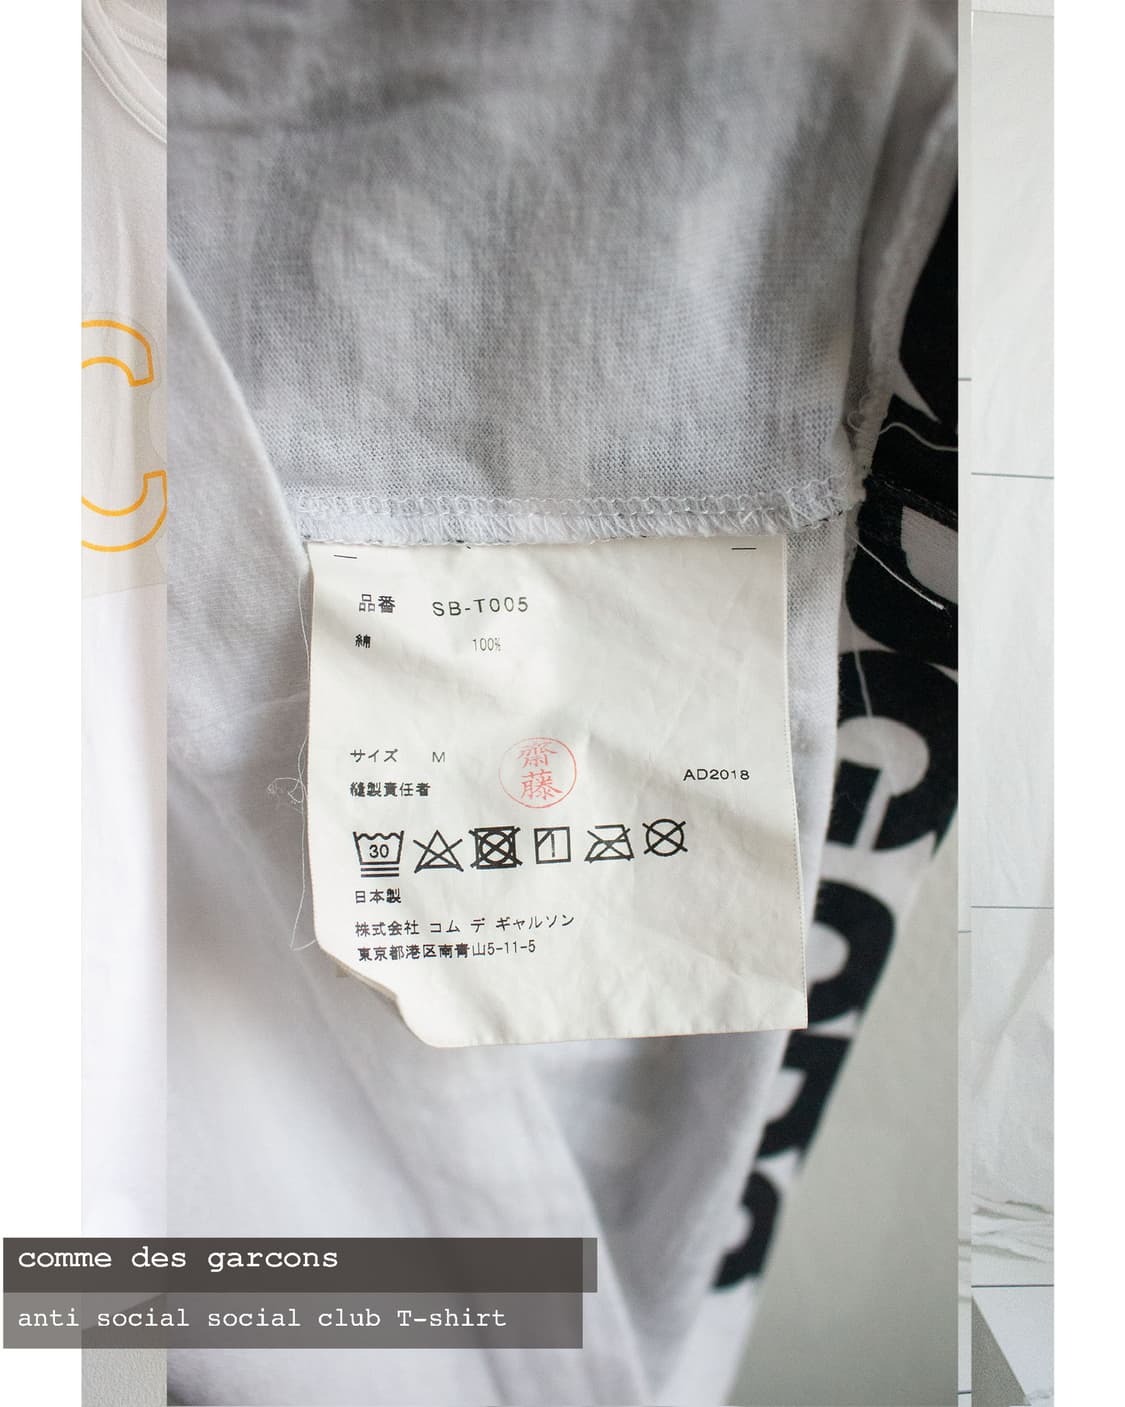 品番 SB-T005
綿 100%
サイズ M
縫製責任者
齋藤
AD2018
30
日本製
株式会社 コム デ ギャルソン
東京都港区南青山5-11-5
comme des garcons
anti social social club T-shirt